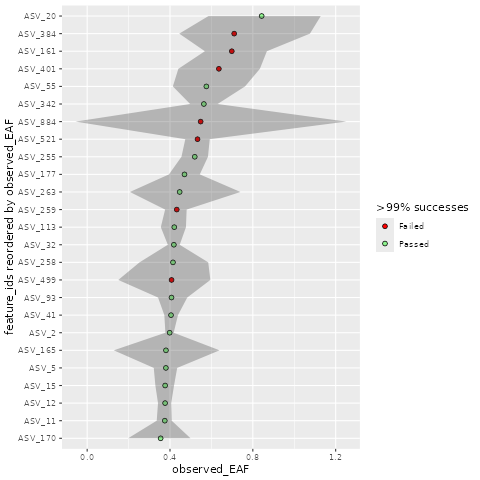 feature_ids reordered by observed_EAF
ASV_20
ASV_384
ASV_161
ASV_401
ASV_55
ASV_342
ASV_884
ASV_521
ASV_255
ASV_177
ASV_263
ASV_259
ASV_113
ASV_32
ASV_258
ASV_499
ASV_93
ASV_41
ASV_2
ASV_165
ASV_5
ASV_15
ASV_12
ASV_11
ASV_170
0.0 0.4 0.8 1.2
observed_EAF
>99% successes
Failed
Passed